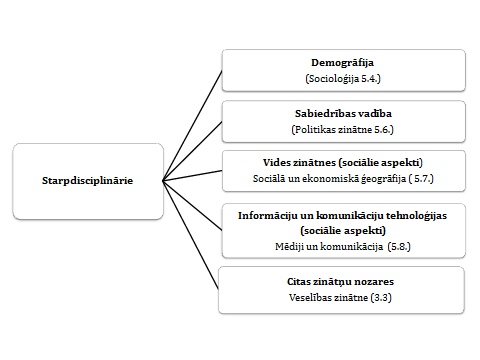 Starpdisciplinārie
Demogrāfija
(Socioloģija 5.4.)
Sabiedrības vadība
(Politikas zinātne 5.6.)
Vides zinātnes (sociālie aspekti)
Sociālā un ekonomiskā ģeogrāfija ( 5.7.)
Informāciju un komunikāciju tehnoloģijas
(sociālie aspekti)
Mēdiji un komunikācija (5.8.)
Citas zinātņu nozares
Veselības zinātne (3.3)